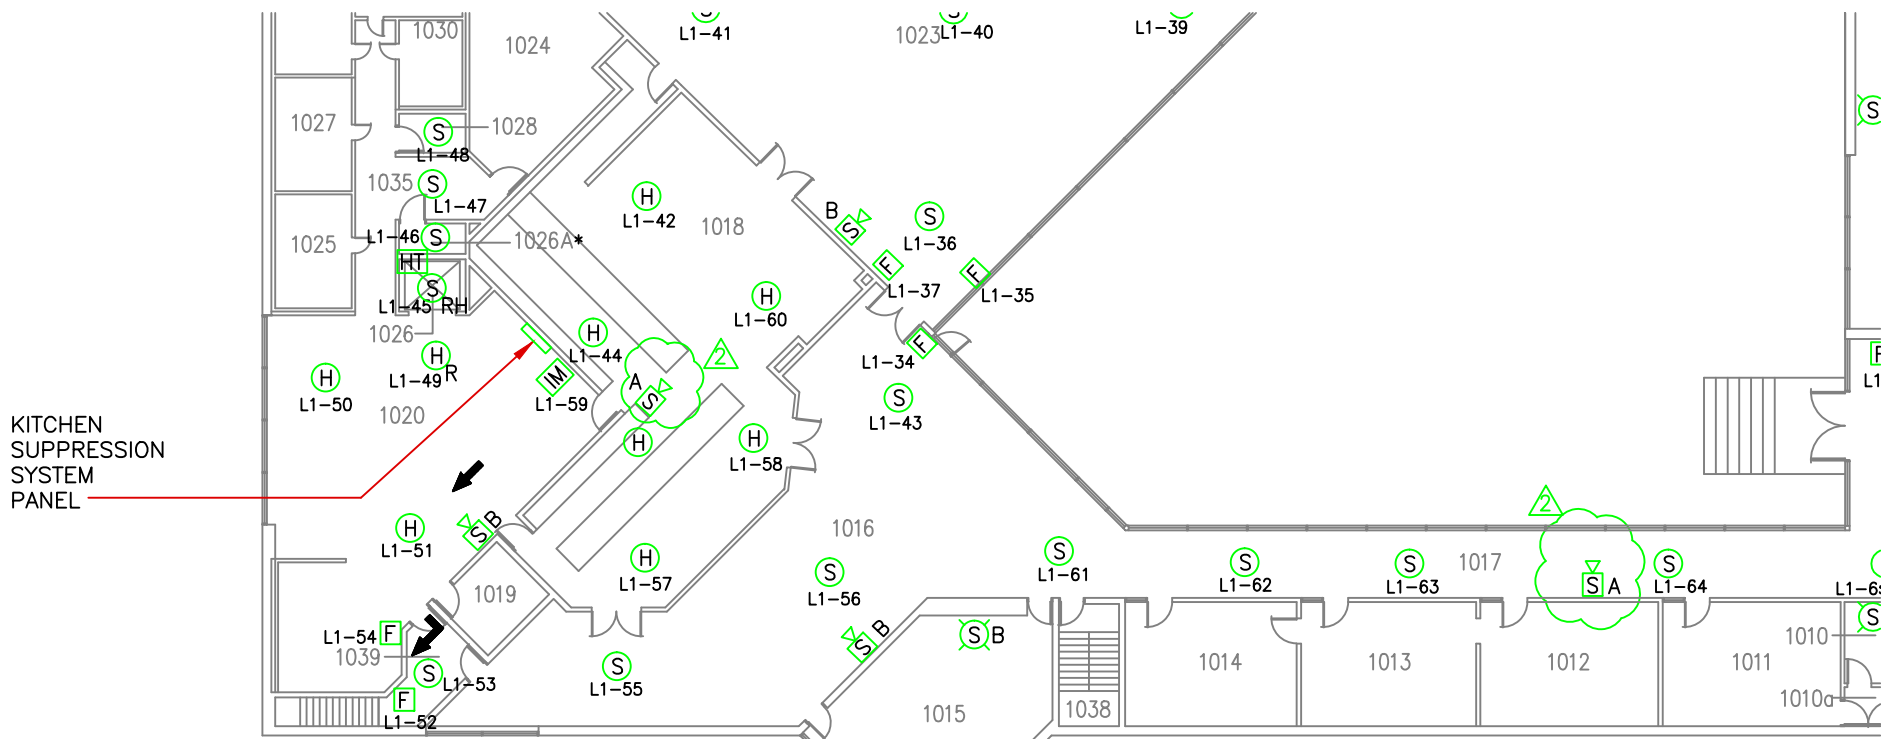 1030
1024
L1-41
1023
L1-40
L1-39
S
1027
S
1028
L1-48
1035
S
L1-47
H
L1-42
1018
B
S
S
L1-36
1025
L1-46
S
1026A*
HT
S
L1-45
RH
1026
F
L1-37
F
L1-35
H
L1-60
H
L1-44
F
L1-34
2
H
R
L1-49
H
L1-50
1020
IM
L1-59
A
S
S
L1-43
KITCHEN
SUPPRESSION
SYSTEM
PANEL
H
H
L1-58
2
H
L1-51
S
B
H
L1-57
1016
S
L1-56
S
L1-61
S
L1-62
S
L1-63
1017
S
A
S
L1-64
1019
F
L1-54
1039
S
L1-53
F
L1-52
S
L1-55
S
B
S
B
1015
1038
1014
1013
1012
1011
1010
1010a
S